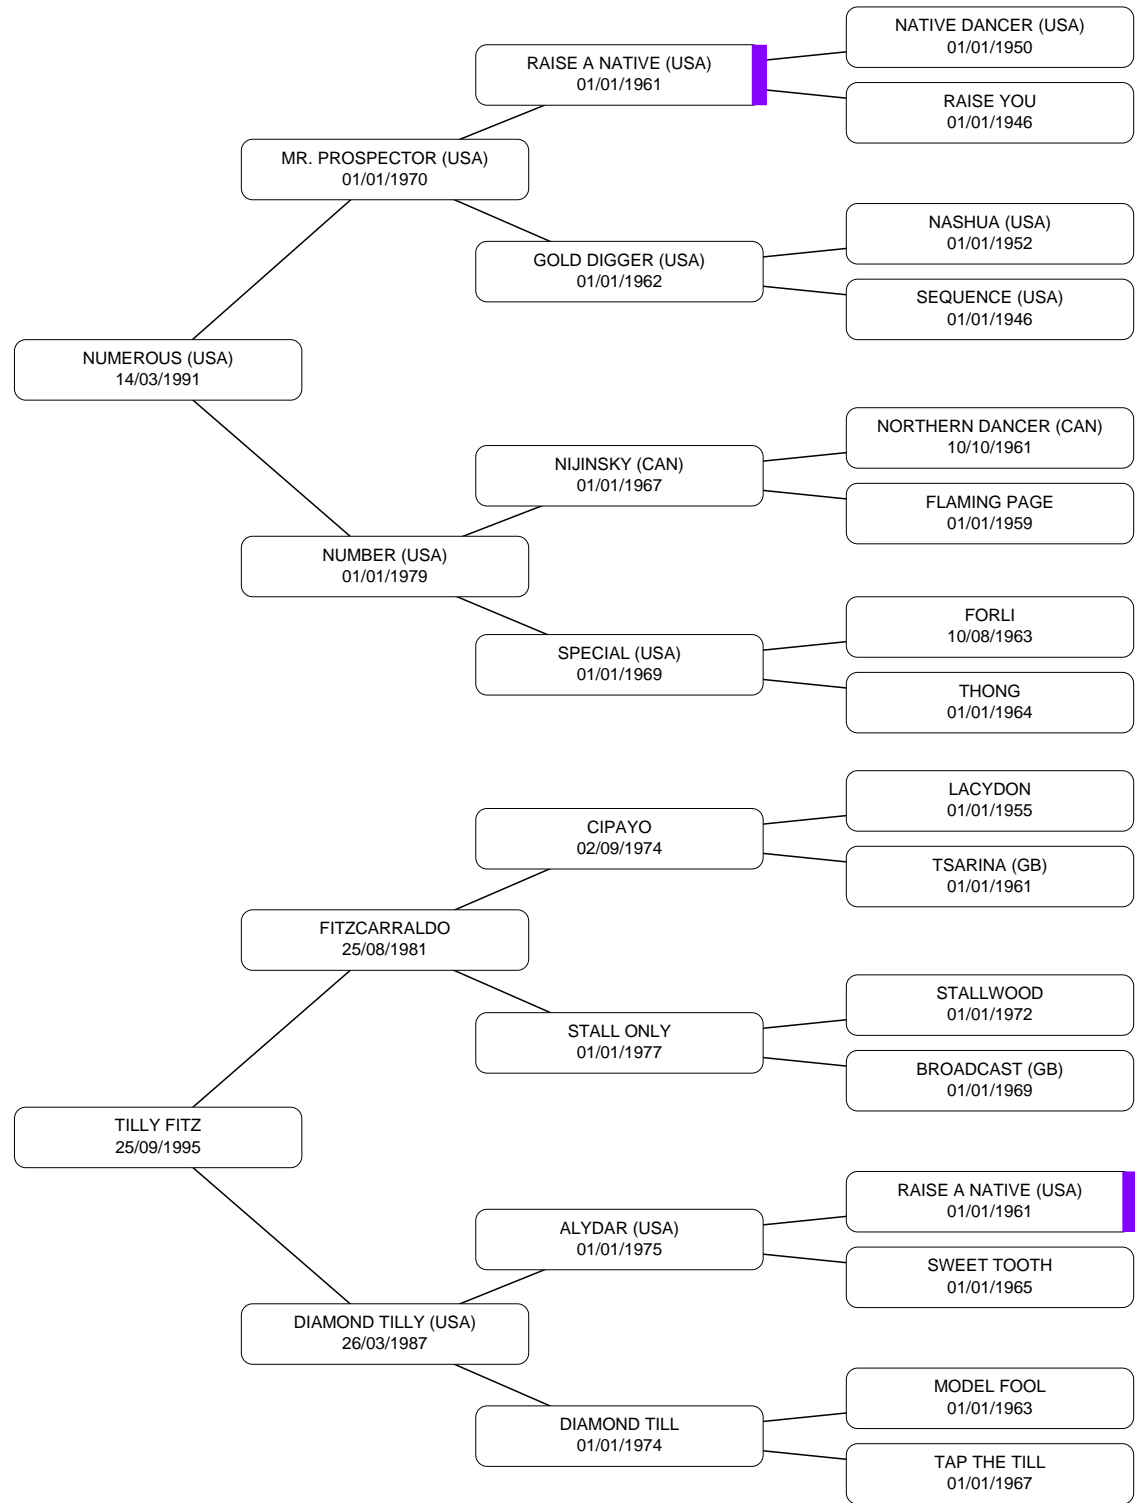 NATIVE DANCER (USA)
01/01/1950
RAISE A NATIVE (USA)
01/01/1961
RAISE YOU
01/01/1946
MR. PROSPECTOR (USA)
01/01/1970
NASHUA (USA)
01/01/1952
GOLD DIGGER (USA)
01/01/1962
SEQUENCE (USA)
01/01/1946
NUMEROUS (USA)
14/03/1991
NORTHERN DANCER (CAN)
10/10/1961
NIJINSKY (CAN)
01/01/1967
FLAMING PAGE
01/01/1959
NUMBER (USA)
01/01/1979
FORLI
10/08/1963
SPECIAL (USA)
01/01/1969
THONG
01/01/1964
LACYDON
01/01/1955
CIPAYO
02/09/1974
TSARINA (GB)
01/01/1961
FITZCARRALDO
25/08/1981
STALLWOOD
01/01/1972
STALL ONLY
01/01/1977
BROADCAST (GB)
01/01/1969
TILLY FITZ
25/09/1995
RAISE A NATIVE (USA)
01/01/1961
ALYDAR (USA)
01/01/1975
SWEET TOOTH
01/01/1965
DIAMOND TILLY (USA)
26/03/1987
MODEL FOOL
01/01/1963
DIAMOND TILL
01/01/1974
TAP THE TILL
01/01/1967